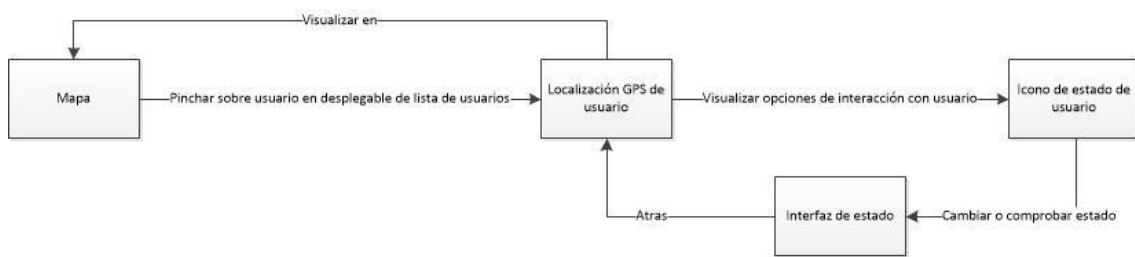 Visualizar en
Mapa
Pinchar sobre usuario en desplegable de lista de usuarios
Localización GPS de
usuario
Visualizar opciones de interacción con usuario
Icono de estado de
usuario
Atras
Interfaz de estado
Cambiar o comprobar estado